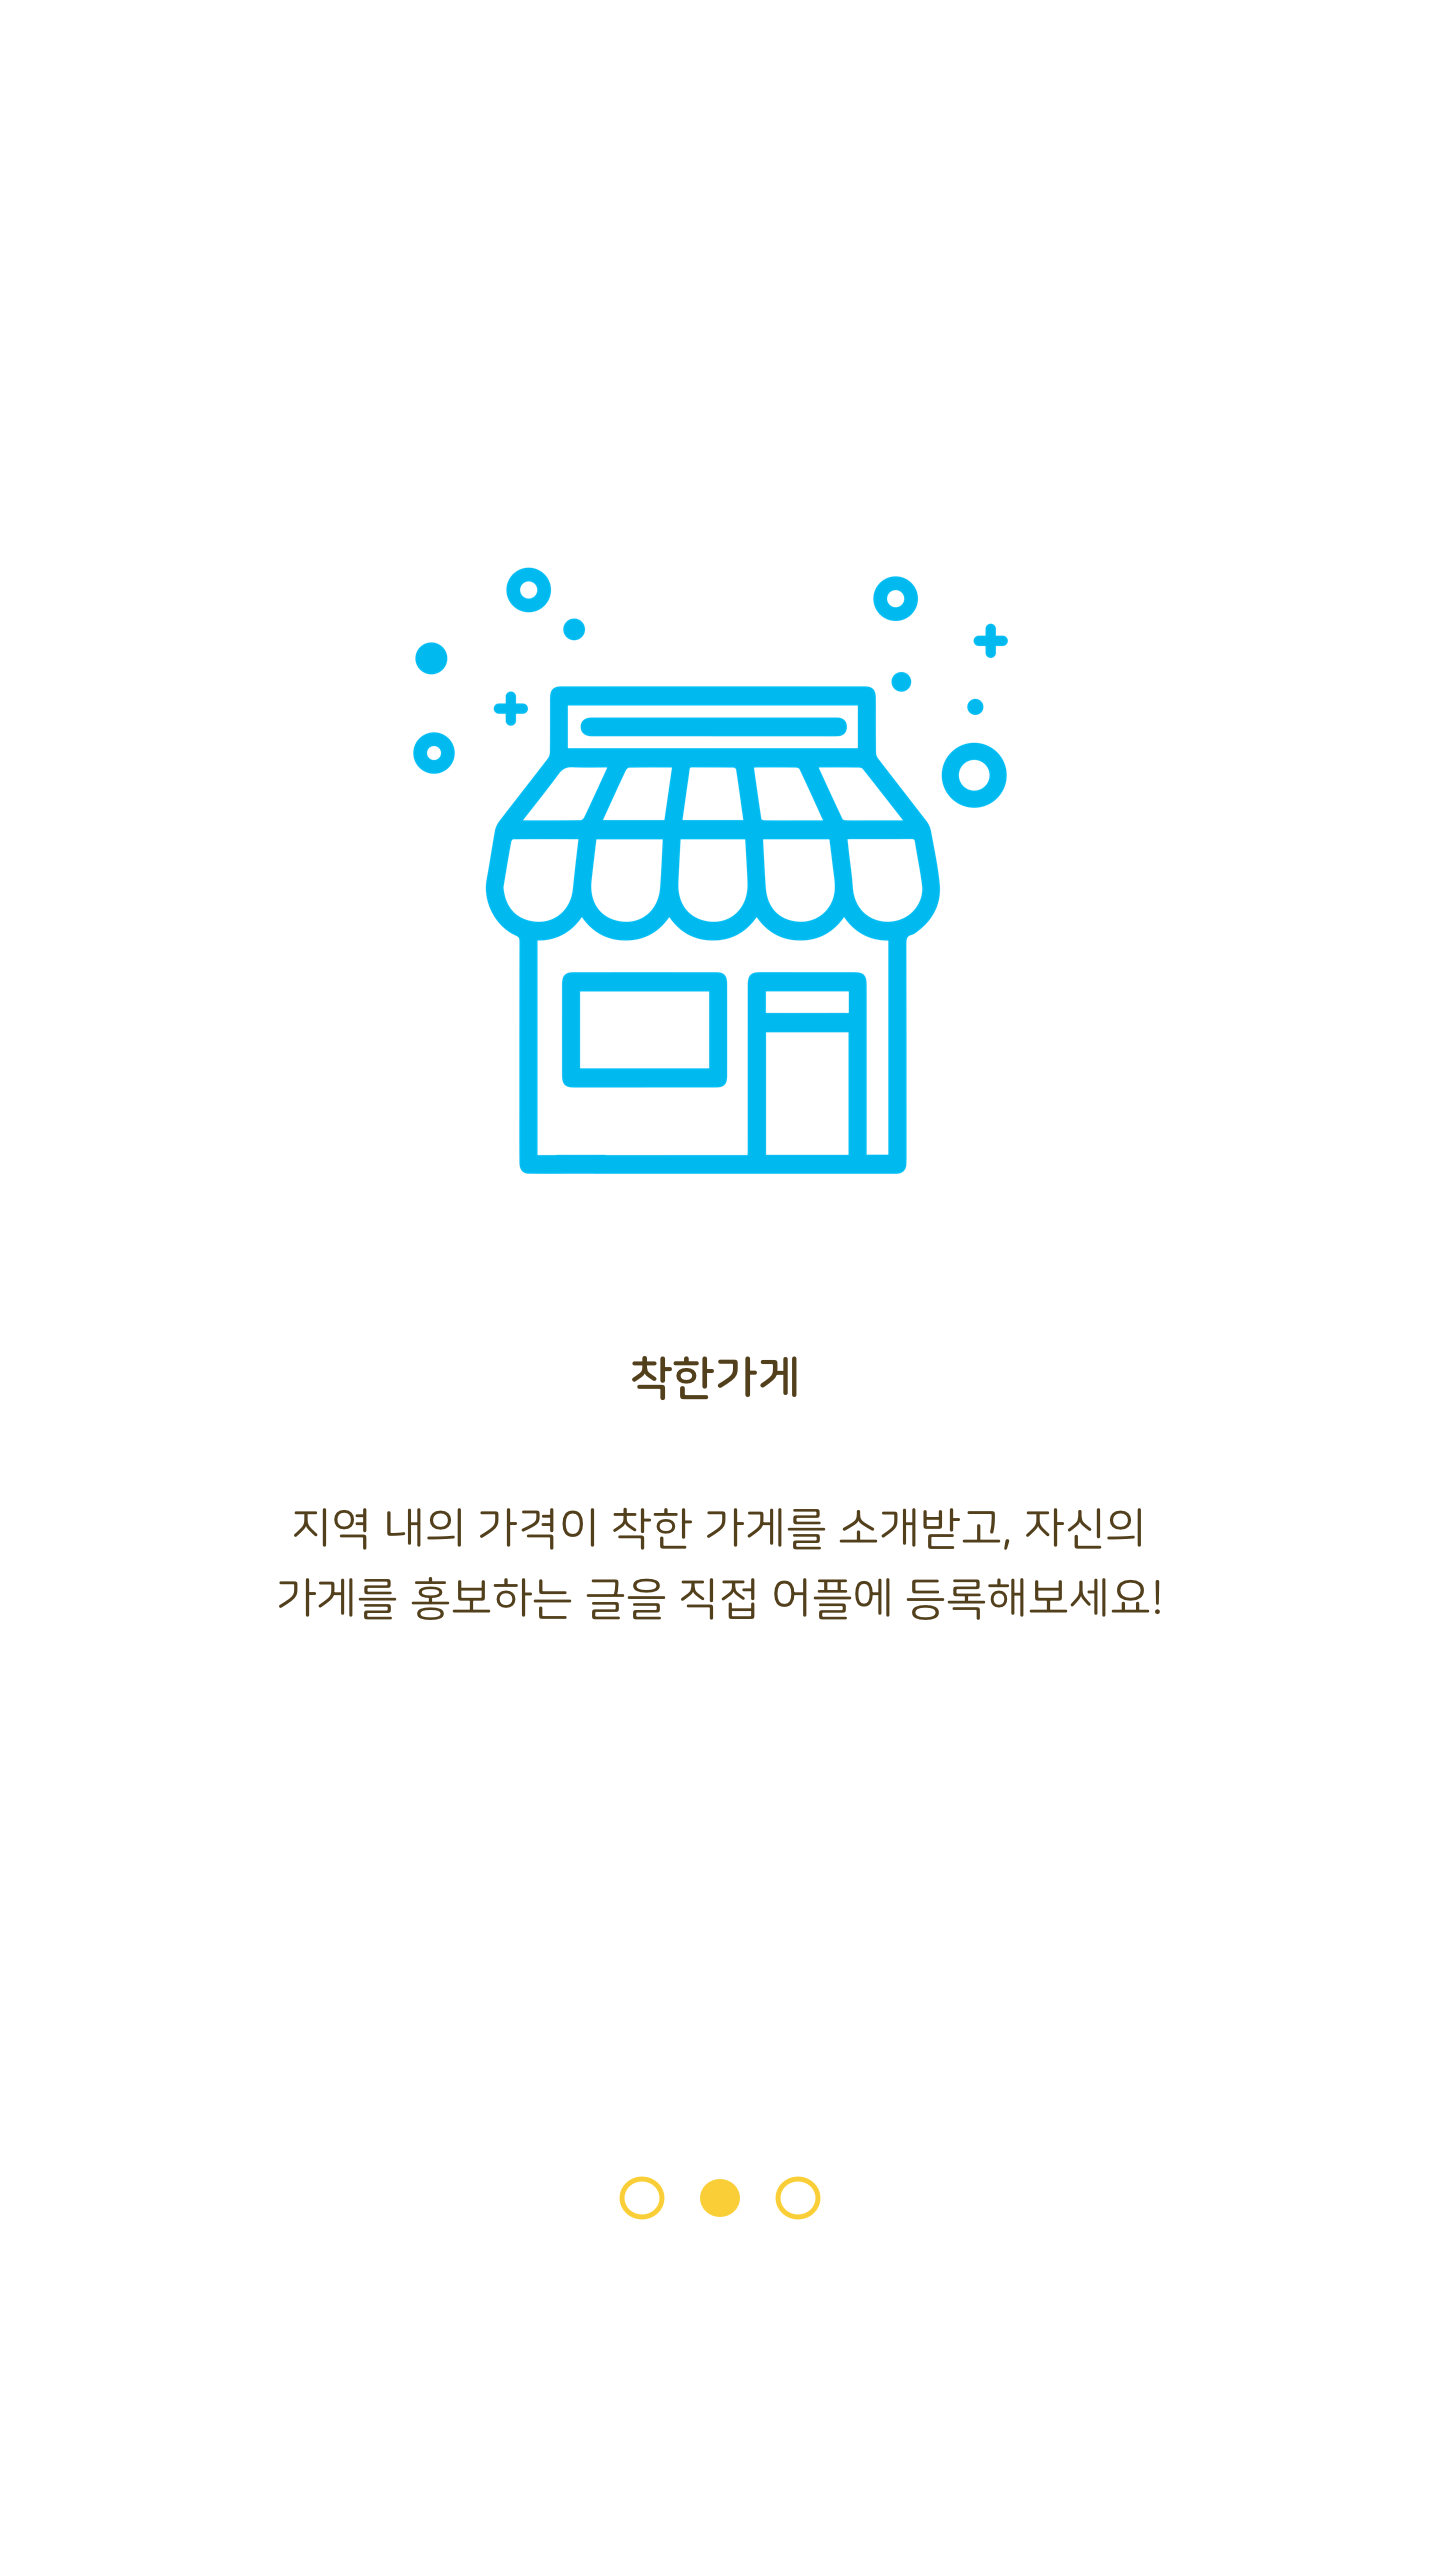 착한가게
지역 내의 가격이 착한 가게를 소개받고, 자신의
가게를 홍보하는 글을 직접 어플에 등록해보세요!